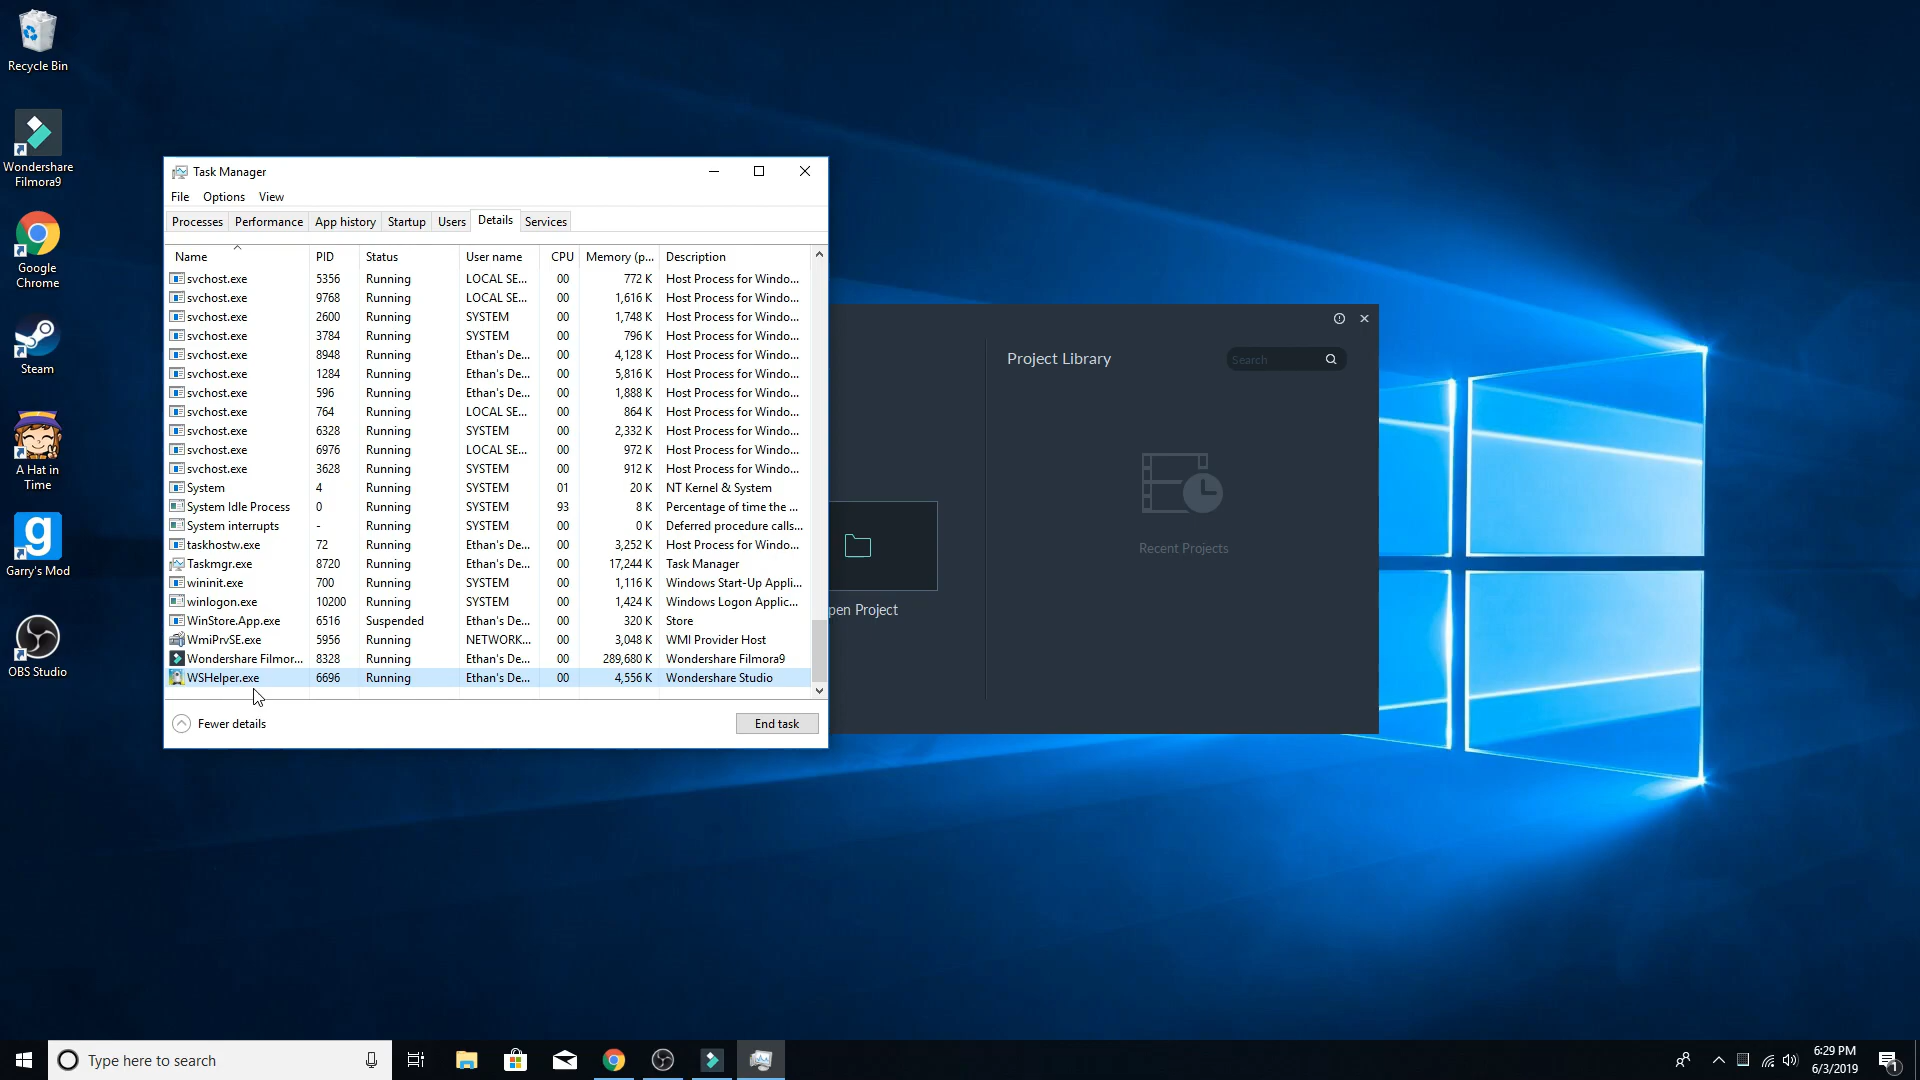 Recycle Bin
Wondershare
Filmora9
Google
Chrome
Steam
A Hat in
Time
Garry's Mod
OBS Studio
Task Manager
File Options View
Processes Performance App history Startup Users Details Services
Name PID Status User name CPU Memory (p... Description
svchost.exe 5356 Running LOCAL SE... 00 772 K Host Process for Windo...
svchost.exe 9768 Running LOCAL SE... 00 1,616 K Host Process for Windo...
svchost.exe 2600 Running SYSTEM 00 1,748 K Host Process for Windo...
svchost.exe 3784 Running SYSTEM 00 796 K Host Process for Windo...
svchost.exe 8948 Running Ethan's De... 00 4,128 K Host Process for Windo...
svchost.exe 1284 Running Ethan's De... 00 5,816 K Host Process for Windo...
svchost.exe 596 Running Ethan's De... 00 1,888 K Host Process for Windo...
svchost.exe 764 Running LOCAL SE... 00 864 K Host Process for Windo...
svchost.exe 6328 Running SYSTEM 00 2,332 K Host Process for Windo...
svchost.exe 6976 Running LOCAL SE... 00 972 K Host Process for Windo...
svchost.exe 3628 Running SYSTEM 00 912 K Host Process for Windo...
System 4 Running SYSTEM 01 20 K NT Kernel & System
System Idle Process 0 Running SYSTEM 93 8 K Percentage of time the ...
System interrupts - Running SYSTEM 00 0 K Deferred procedure calls...
taskhostw.exe 72 Running Ethan's De... 00 3,252 K Host Process for Windo...
Taskmgr.exe 8720 Running Ethan's De... 00 17,244 K Task Manager
wininit.exe 700 Running SYSTEM 00 1,116 K Windows Start-Up Appli...
winlogon.exe 10200 Running SYSTEM 00 1,424 K Windows Logon Applic...
WinStore.App.exe 6516 Suspended Ethan's De... 00 320 K Store
WmiPrvSE.exe 5956 Running NETWORK... 00 3,048 K WMI Provider Host
Wondershare Filmor... 8328 Running Ethan's De... 00 289,680 K Wondershare Filmora9
WSHelper.exe 6696 Running Ethan's De... 00 4,556 K Wondershare Studio
Fewer details
End task
Project Library
Search
Recent Projects
pen Project
Type here to search
6:29 PM
6/3/2019
1